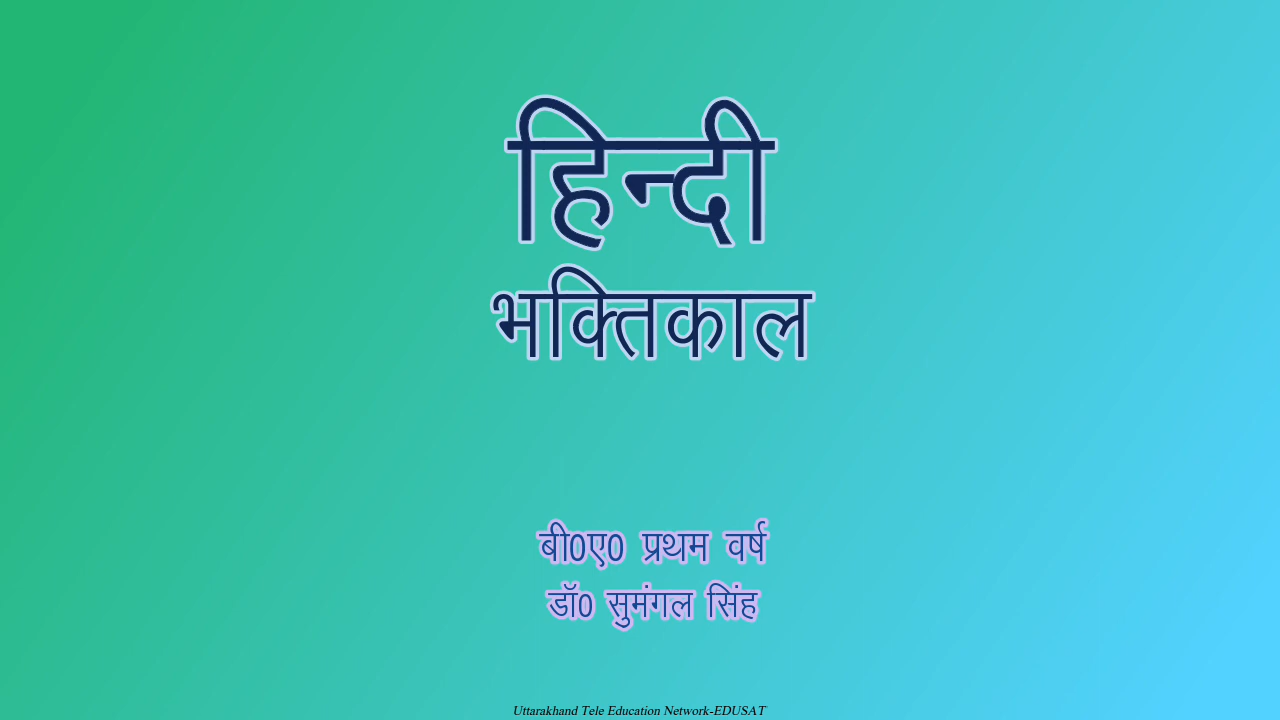 हिन्दी
भक्तिकाल
बी0ए0 प्रथम वर्ष
डॉ0 सुमंगल सिंह
Uttarakhand Tele Education Network-EDUSAT